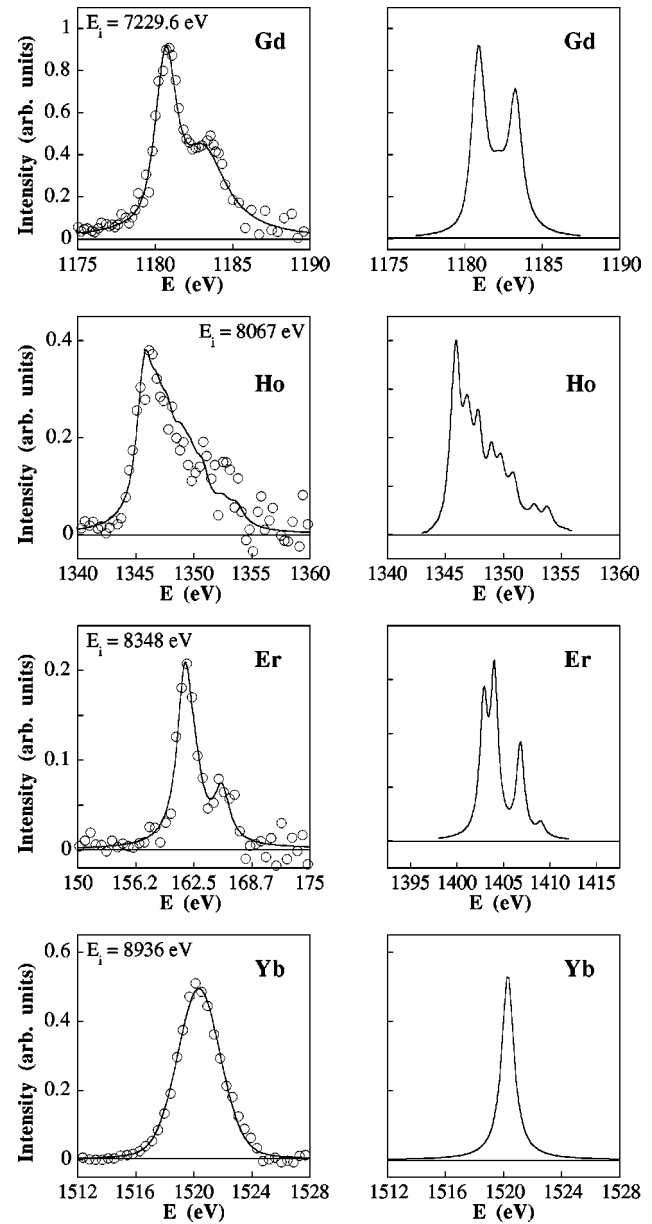 E_i = 7229.6 eV
Gd
Intensity (arb. units)
1
0.8
0.6
0.4
0.2
0
1175 1180 1185 1190
E (eV)
Gd
1175 1180 1185 1190
E (eV)
E_i = 8067 eV
Ho
Intensity (arb. units)
0.4
0.2
0
1340 1345 1350 1355 1360
E (eV)
Ho
1340 1345 1350 1355 1360
E (eV)
E_i = 8348 eV
Er
Intensity (arb. units)
0.2
0.1
0
150 156.2 162.5 168.7 175
E (eV)
Er
1395 1400 1405 1410 1415
E (eV)
E_i = 8936 eV
Yb
Intensity (arb. units)
0.6
0.4
0.2
0
1512 1516 1520 1524 1528
E (eV)
Yb
1512 1516 1520 1524 1528
E (eV)